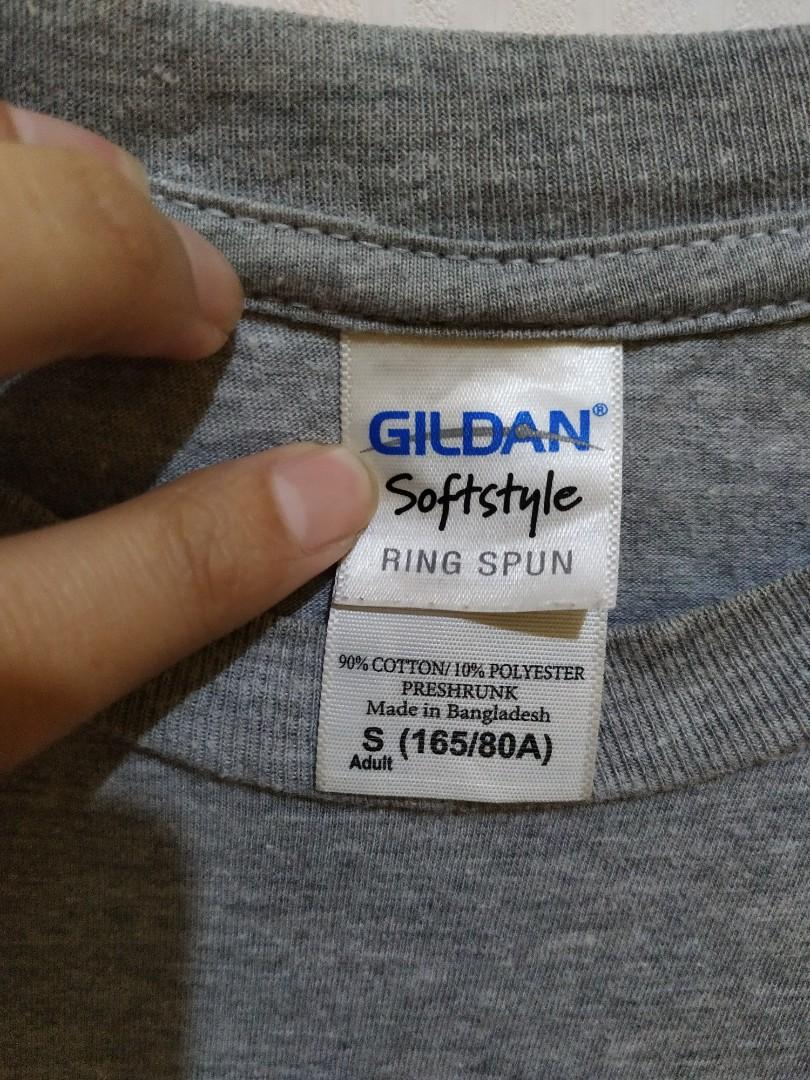 GILDAN®
Softstyle
RING SPUN
90% COTTON/10% POLYESTER
PRESHRUNK
Made in Bangladesh
S (165/80A)
Adult